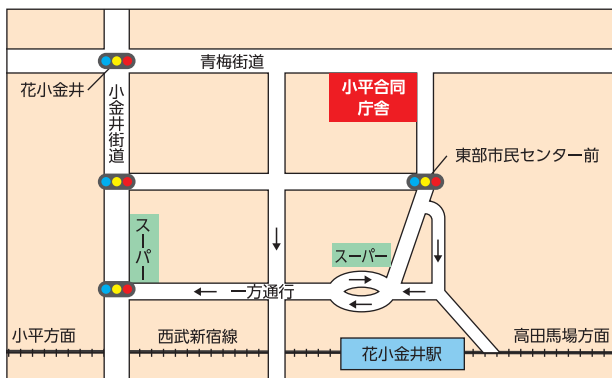 青梅街道
花小金井
小金井街道
小平合同
庁舎
東部市民センター前
スーパー
スーパー
一方通行
小平方面
西武新宿線
花小金井駅
高田馬場方面